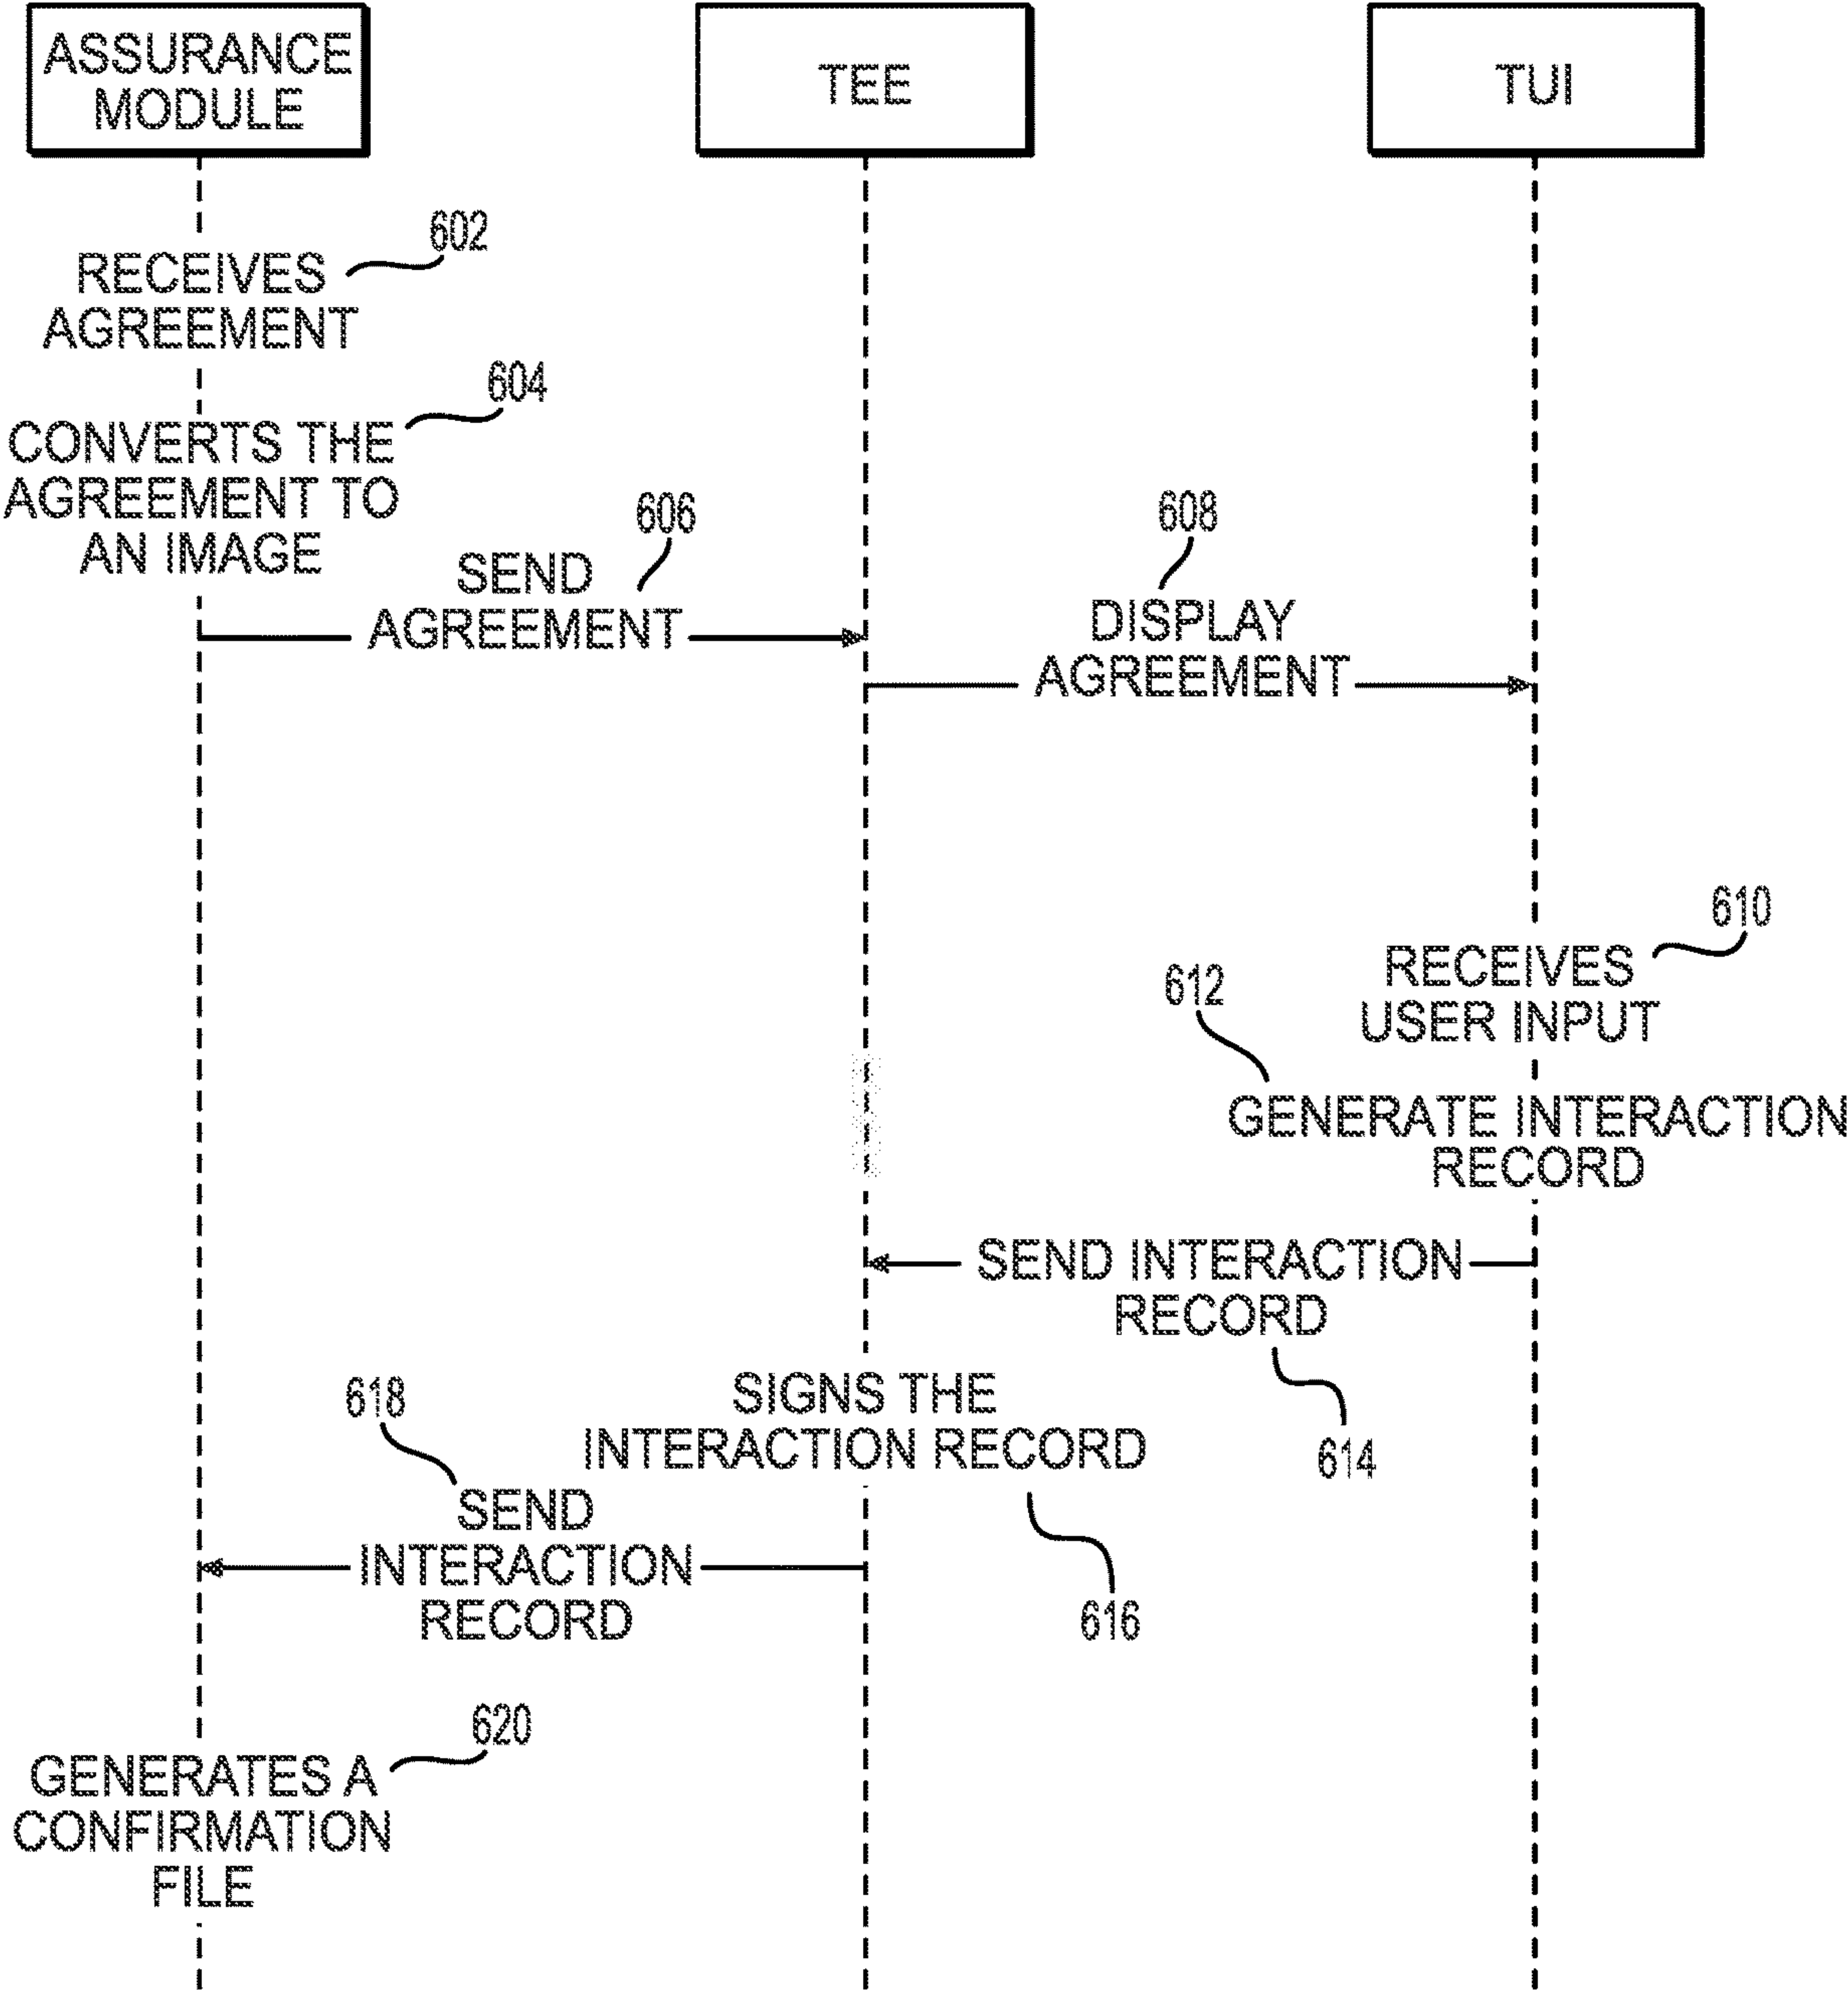 ASSURANCE
MODULE
TEE
TUI
602
RECEIVES
AGREEMENT
604
CONVERTS THE
AGREEMENT TO
AN IMAGE
606
SEND
AGREEMENT
608
DISPLAY
AGREEMENT
610
RECEIVES
USER INPUT
612
GENERATE INTERACTION
RECORD
SEND INTERACTION
RECORD
614
SIGNS THE
INTERACTION RECORD
616
618
SEND
INTERACTION
RECORD
620
GENERATES A
CONFIRMATION
FILE